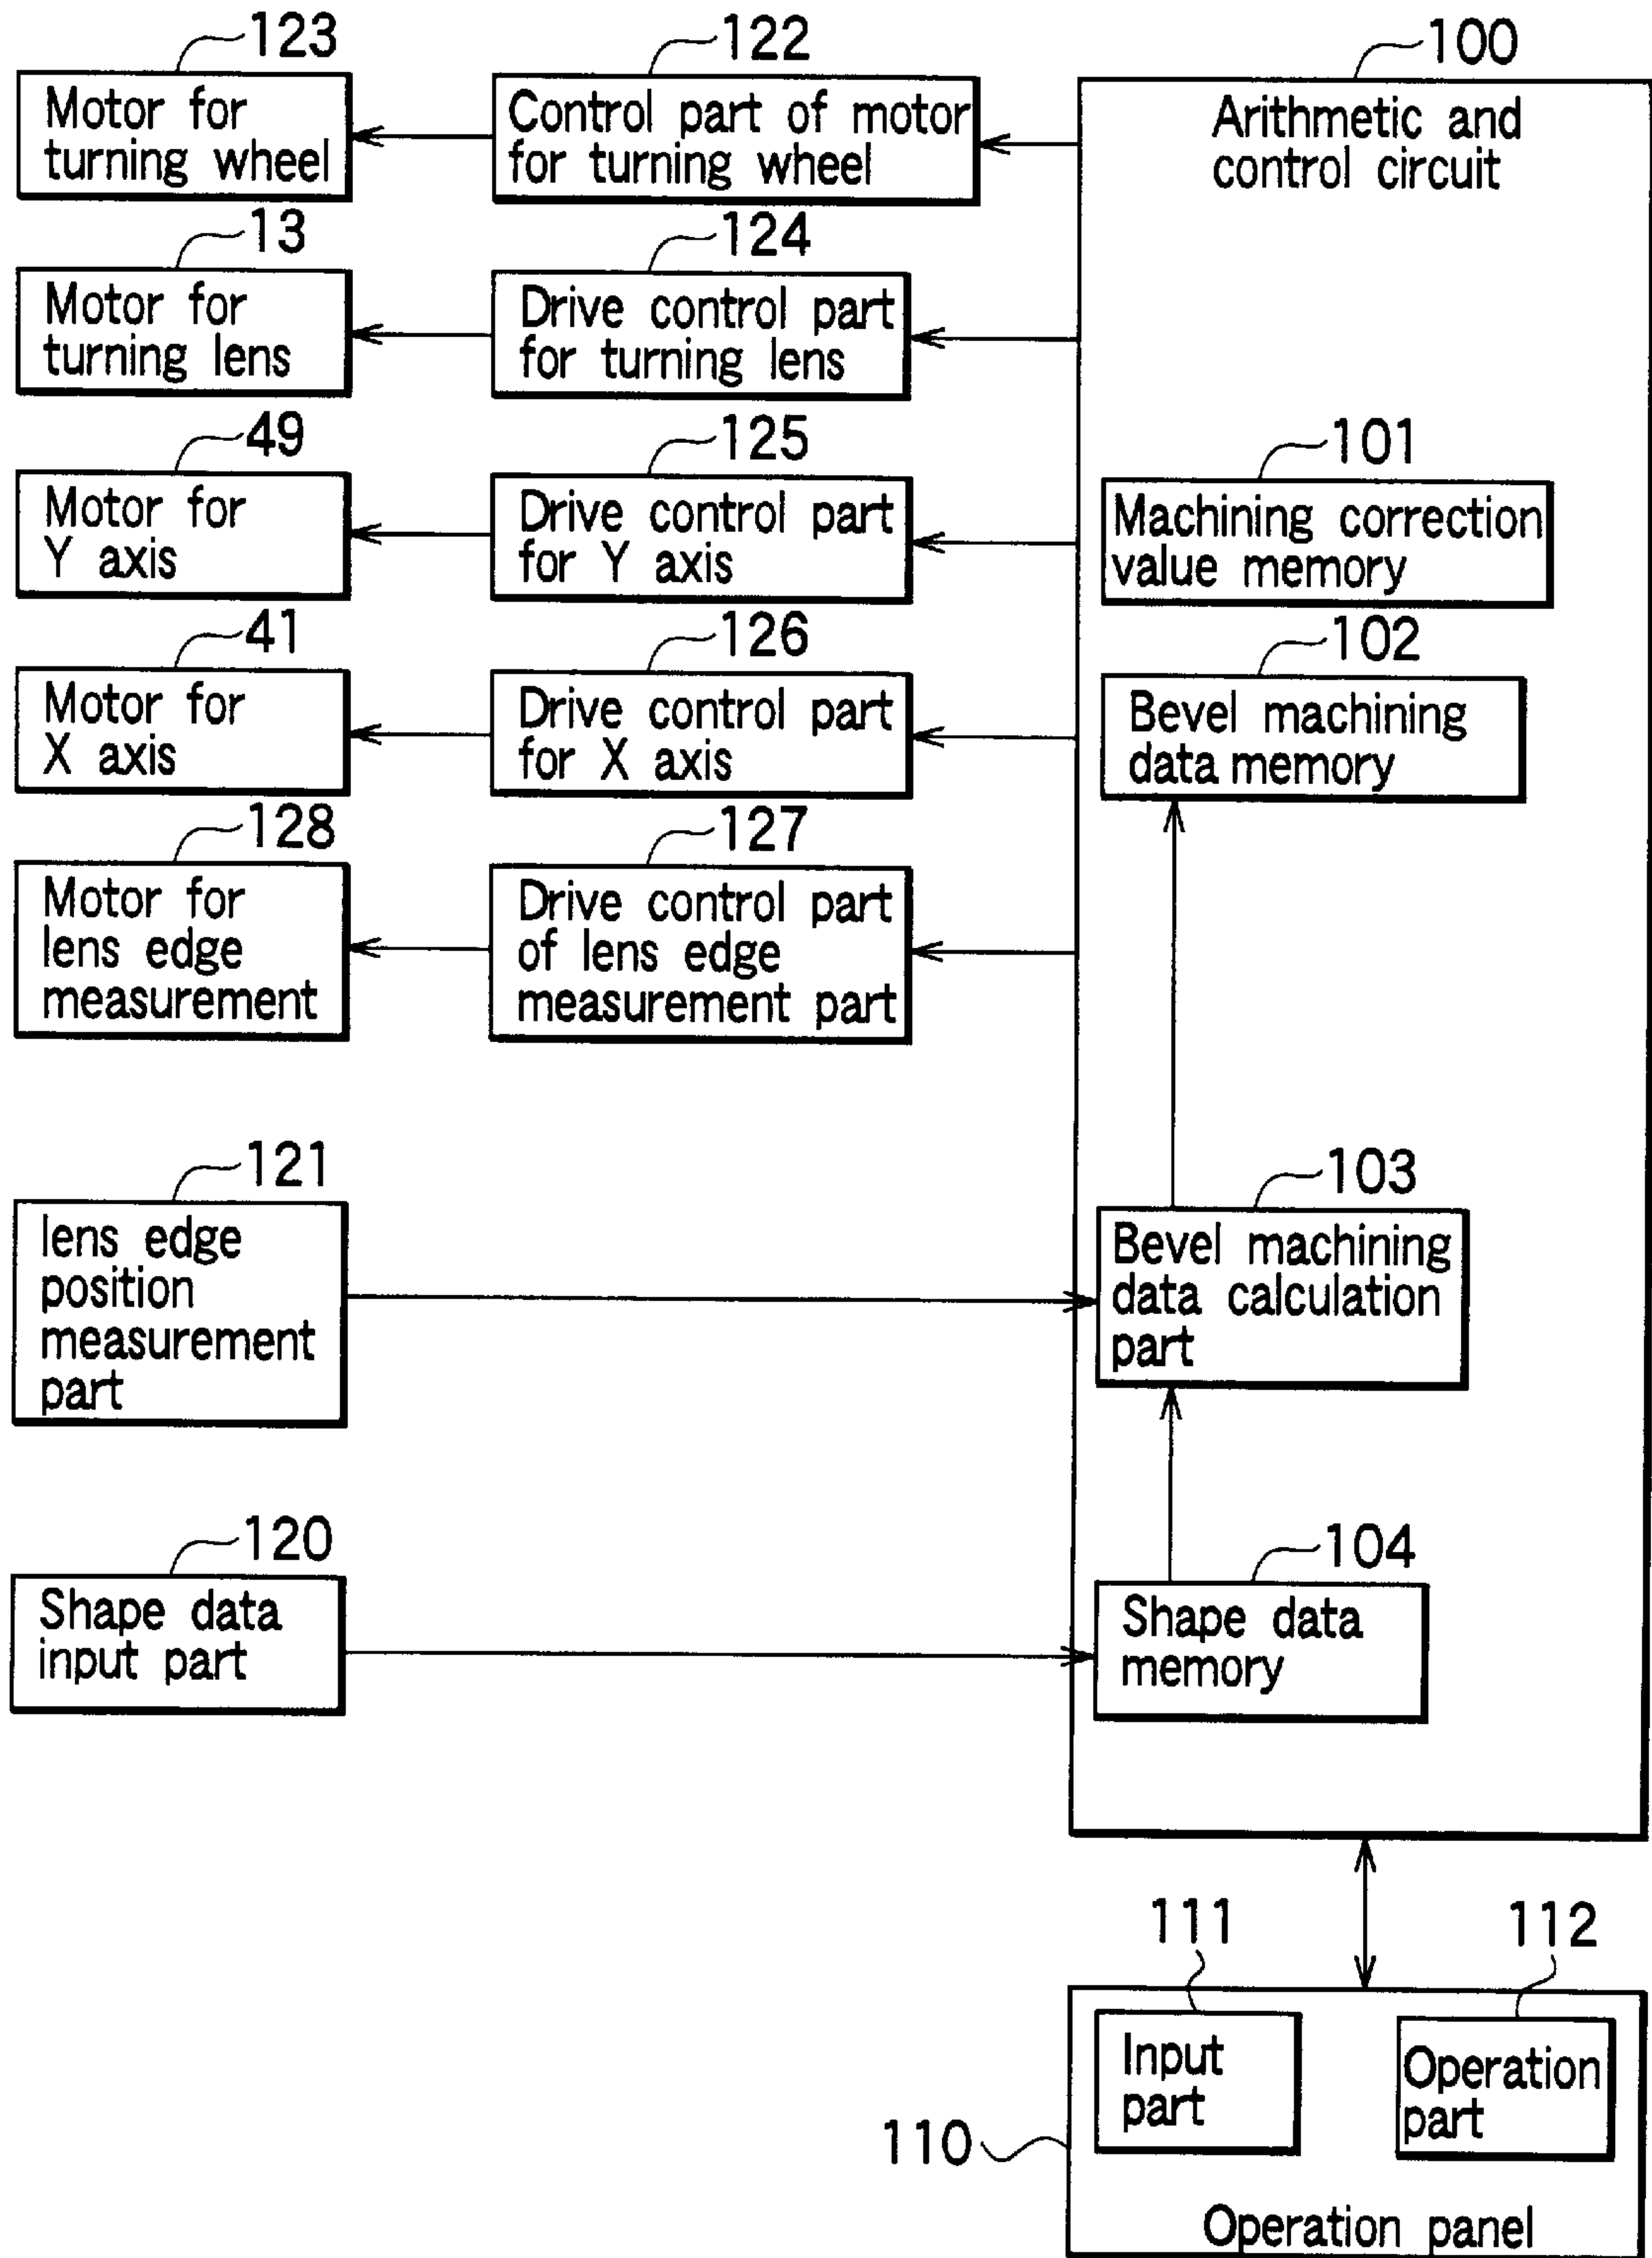 123
Motor for
turning wheel
122
Control part of motor
for turning wheel
100
Arithmetic and
control circuit
13
Motor for
turning lens
124
Drive control part
for turning lens
49
Motor for
Y axis
125
Drive control part
for Y axis
101
Machining correction
value memory
41
Motor for
X axis
126
Drive control part
for X axis
102
Bevel machining
data memory
128
Motor for
lens edge
measurement
127
Drive control part
of lens edge
measurement part
121
lens edge
position
measurement
part
103
Bevel machining
data calculation
part
120
Shape data
input part
104
Shape data
memory
111
Input
part
112
Operation
part
110
Operation panel